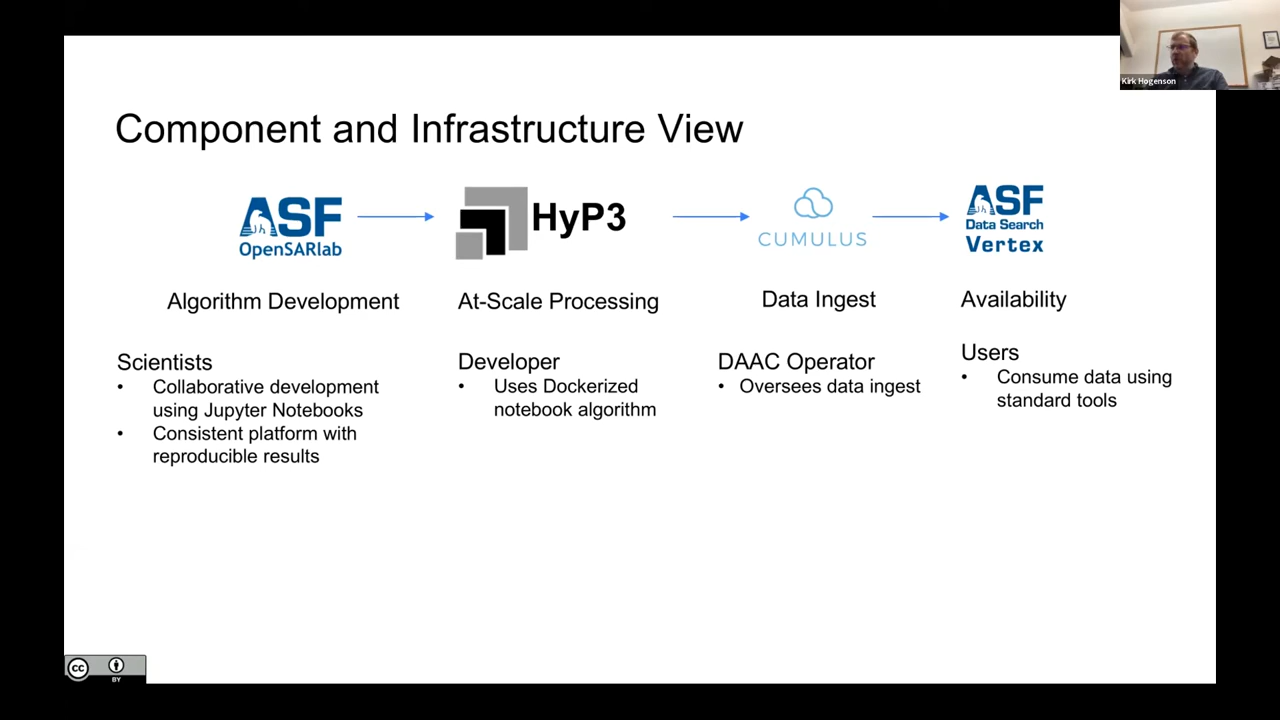 Kirk Hogenson
Component and Infrastructure View
ASF
OpenSARlab
HyP3
CUMULUS
ASF
Data Search
Vertex
Algorithm Development
At-Scale Processing
Data Ingest
Availability
Scientists
• Collaborative development
using Jupyter Notebooks
• Consistent platform with
reproducible results
Developer
• Uses Dockerized
notebook algorithm
DAAC Operator
• Oversees data ingest
Users
• Consume data using
standard tools
cc
BY